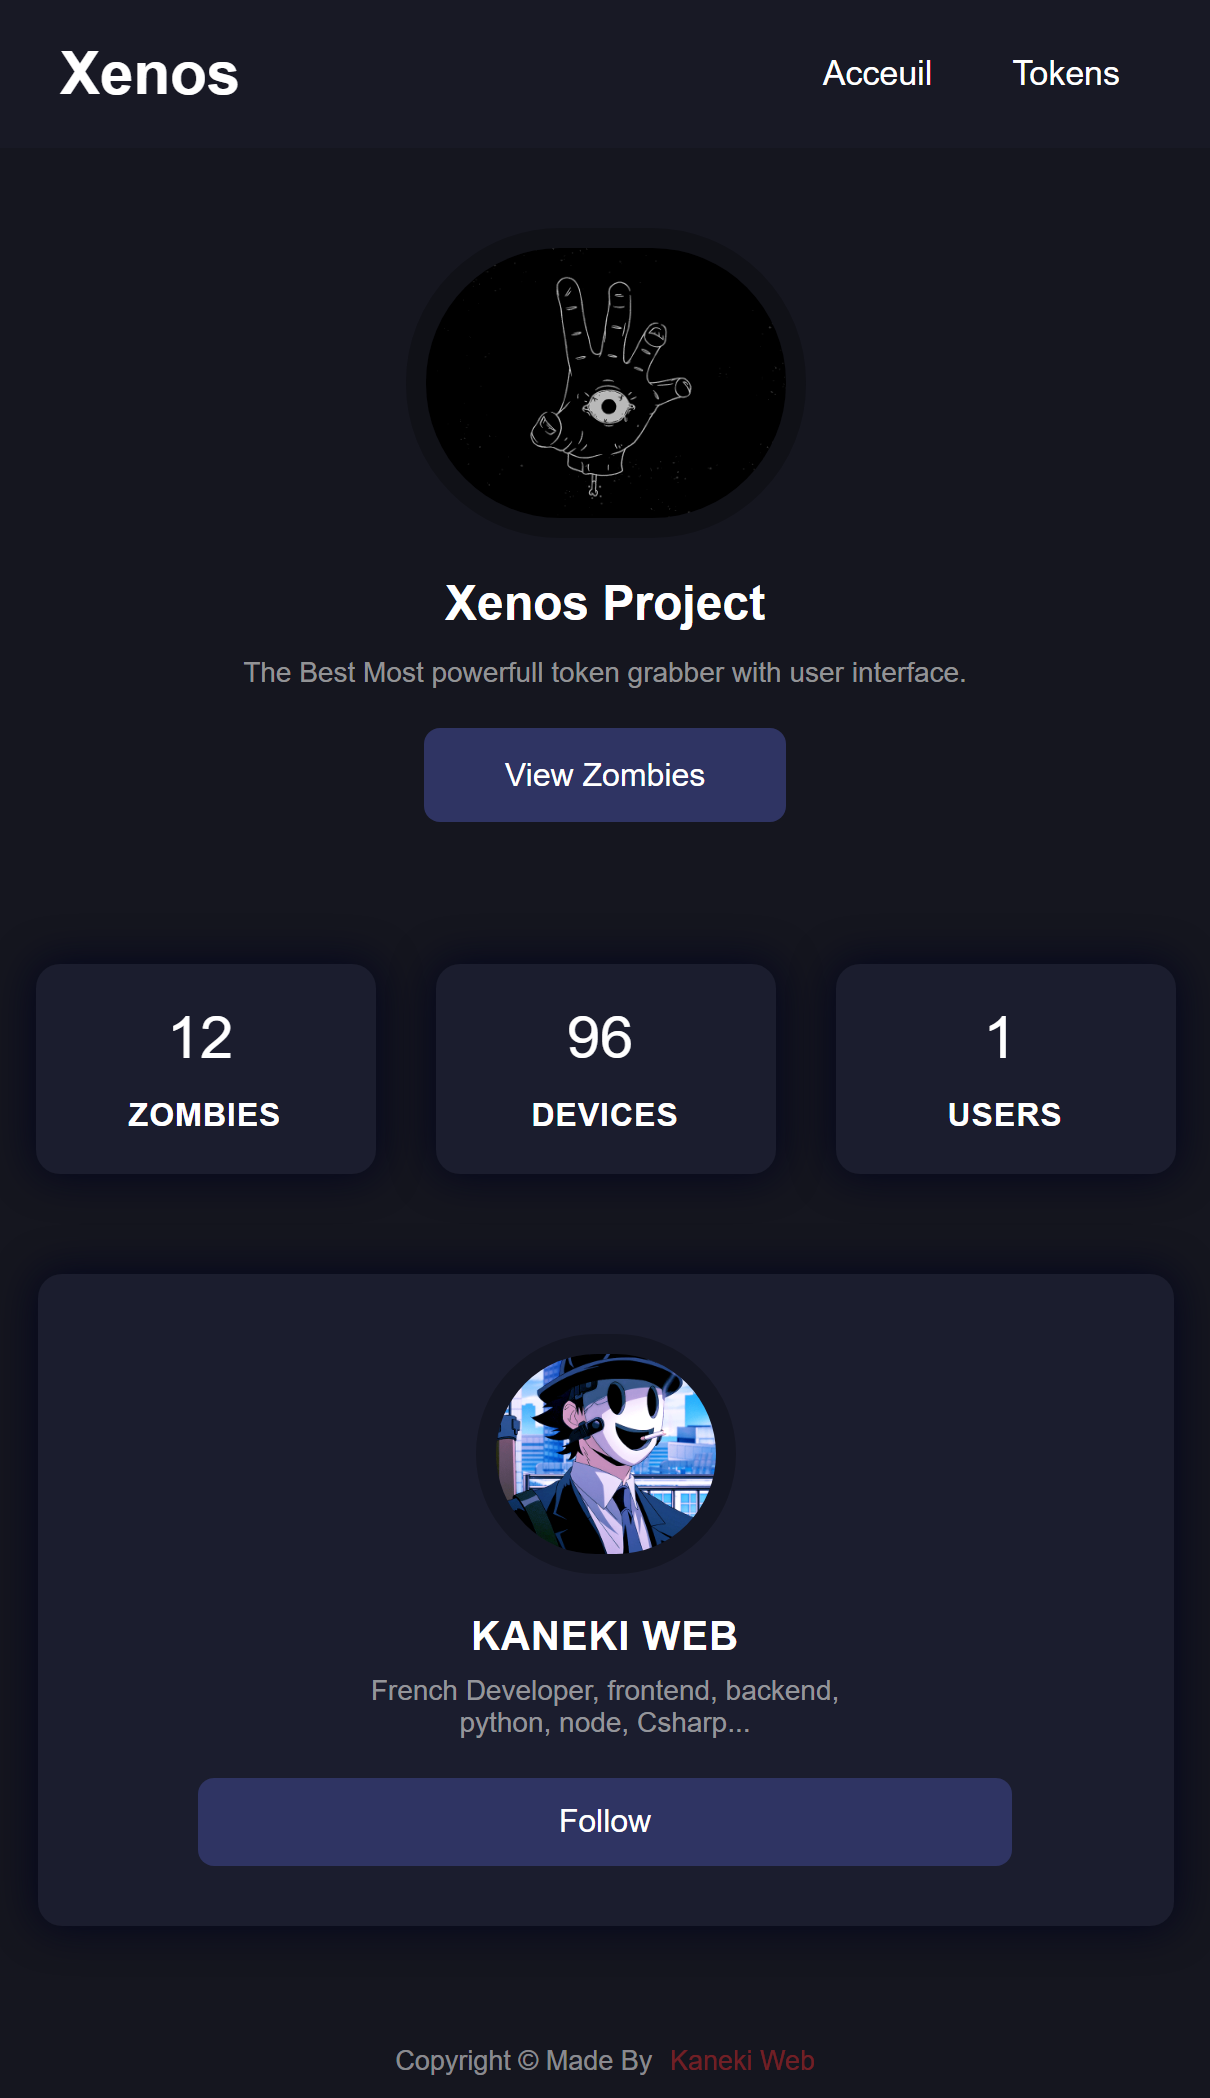 Xenos
Acceuil
Tokens
Xenos Project
The Best Most powerfull token grabber with user interface.
View Zombies
12
ZOMBIES
96
DEVICES
1
USERS
KANEKI WEB
French Developer, frontend, backend,
python, node, Csharp...
Follow
Copyright © Made By Kaneki Web